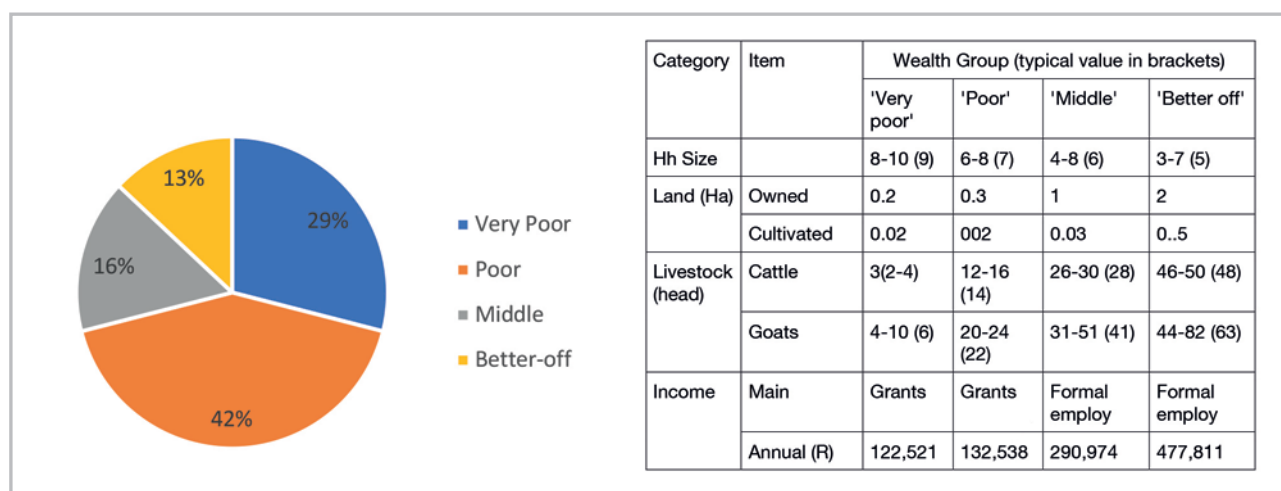 13%
29%
16%
42%
Very Poor
Poor
Middle
Better-off
Category Item Wealth Group (typical value in brackets)
'Very poor' 'Poor' 'Middle' 'Better off'
Hh Size 8-10 (9) 6-8 (7) 4-8 (6) 3-7 (5)
Land (Ha) Owned 0.2 0.3 1 2
Cultivated 0.02 002 0.03 0..5
Livestock (head) Cattle 3(2-4) 12-16 (14) 26-30 (28) 46-50 (48)
Goats 4-10 (6) 20-24 (22) 31-51 (41) 44-82 (63)
Income Main Grants Grants Formal employ Formal employ
Annual (R) 122,521 132,538 290,974 477,811